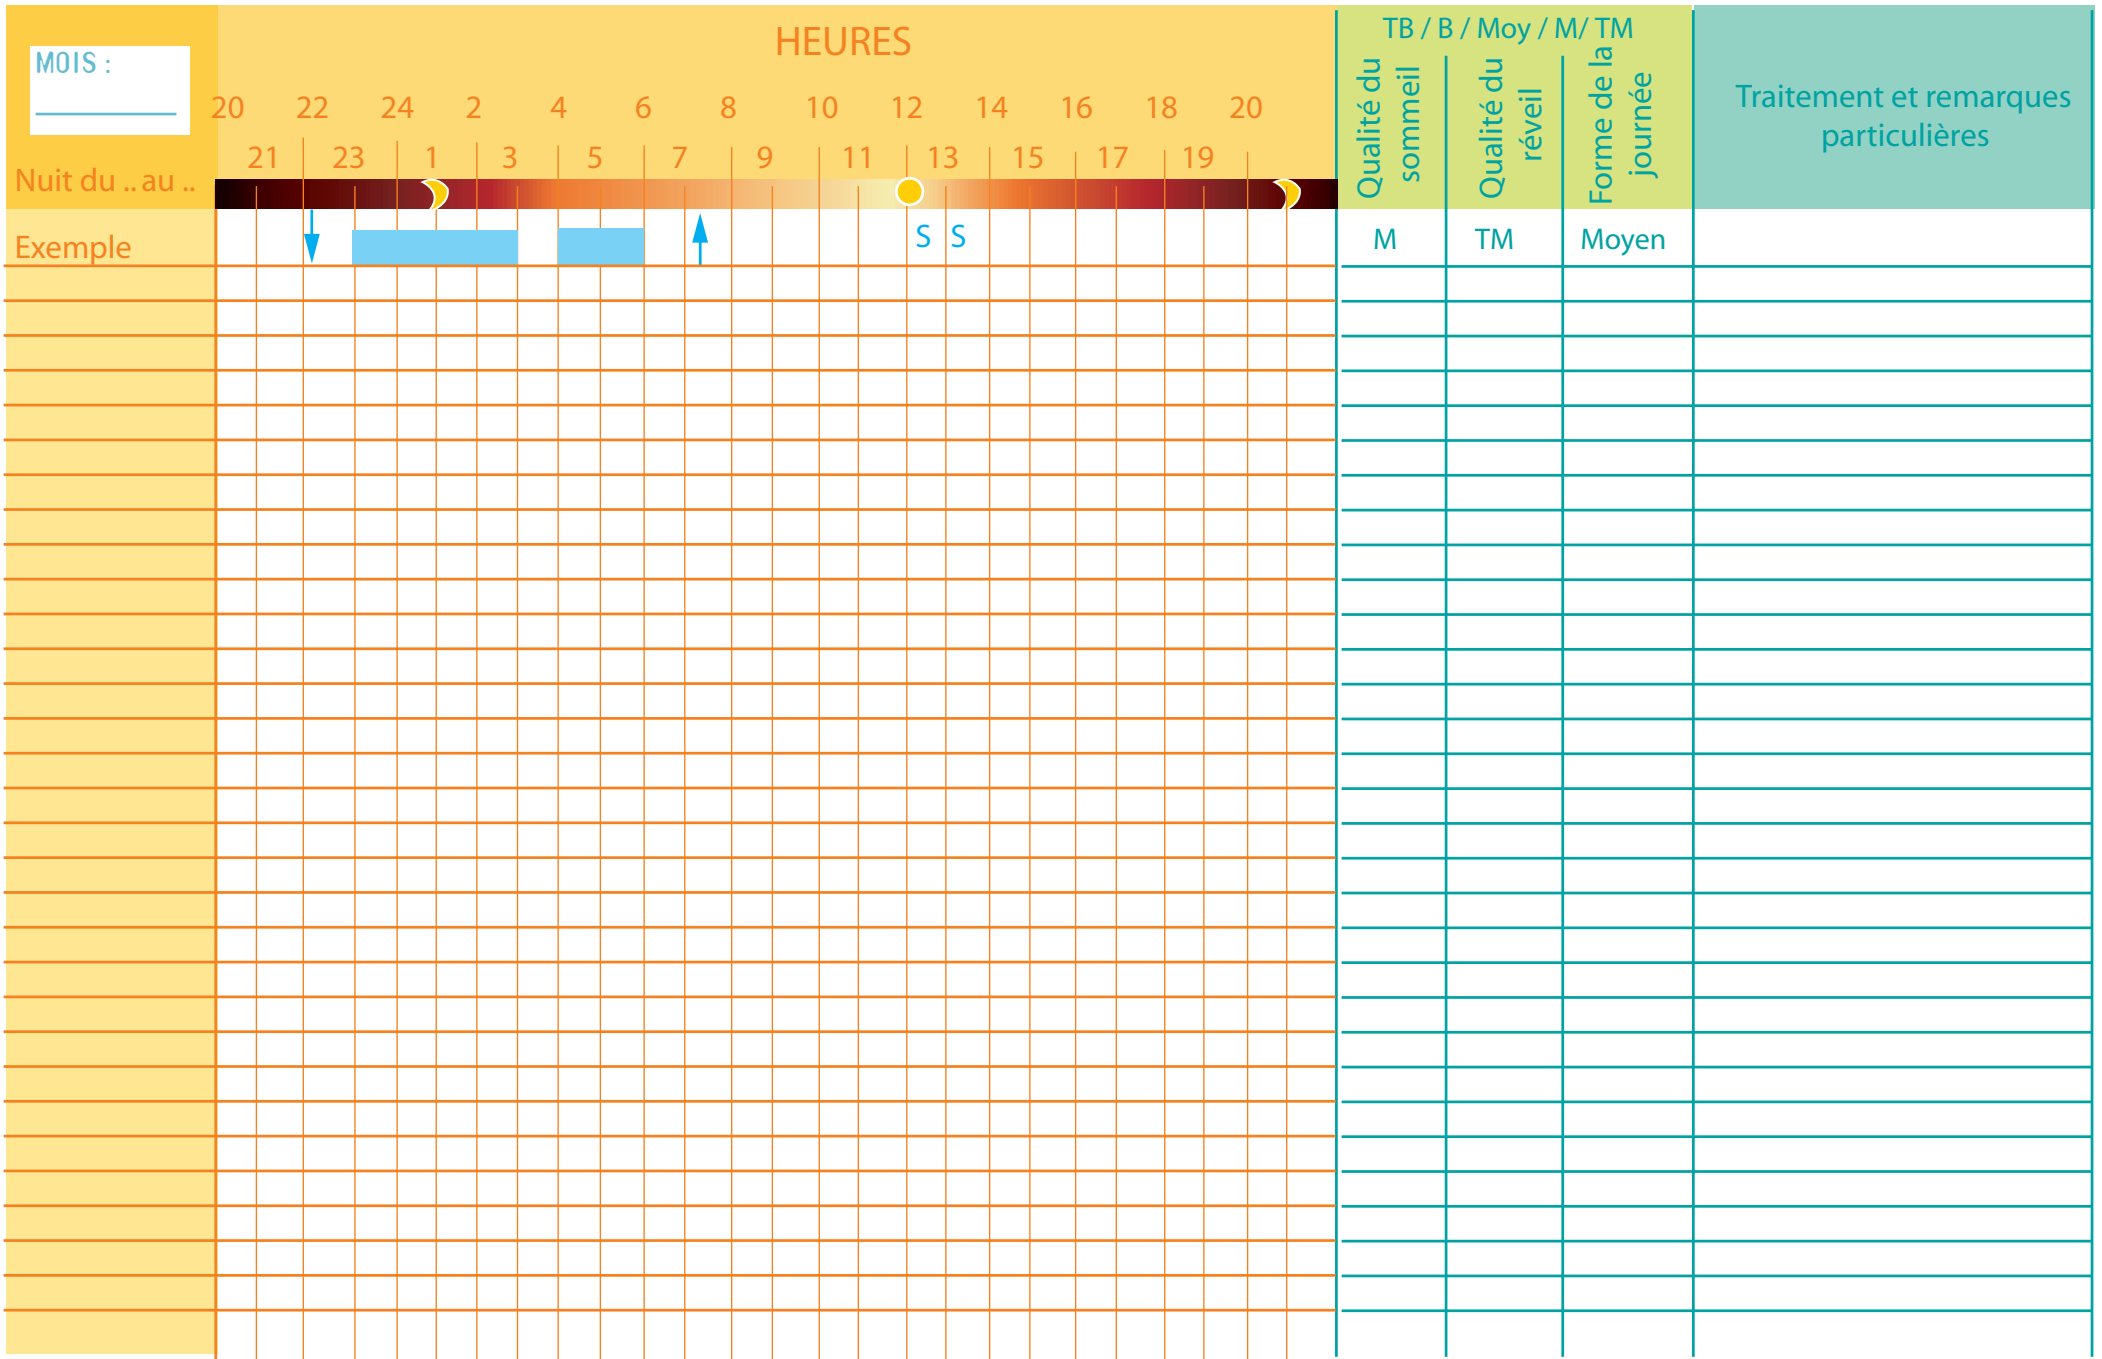 MOIS :
HEURES
20 22 24 2 4 6 8 10 12 14 16 18 20
21 23 1 3 5 7 9 11 13 15 17 19
Nuit du .. au ..
TB / B / Moy / M/ TM
Qualité du
sommeil
Qualité du
réveil
Forme de la
journée
Traitement et remarques
particulières
Exemple
S S
M
TM
Moyen